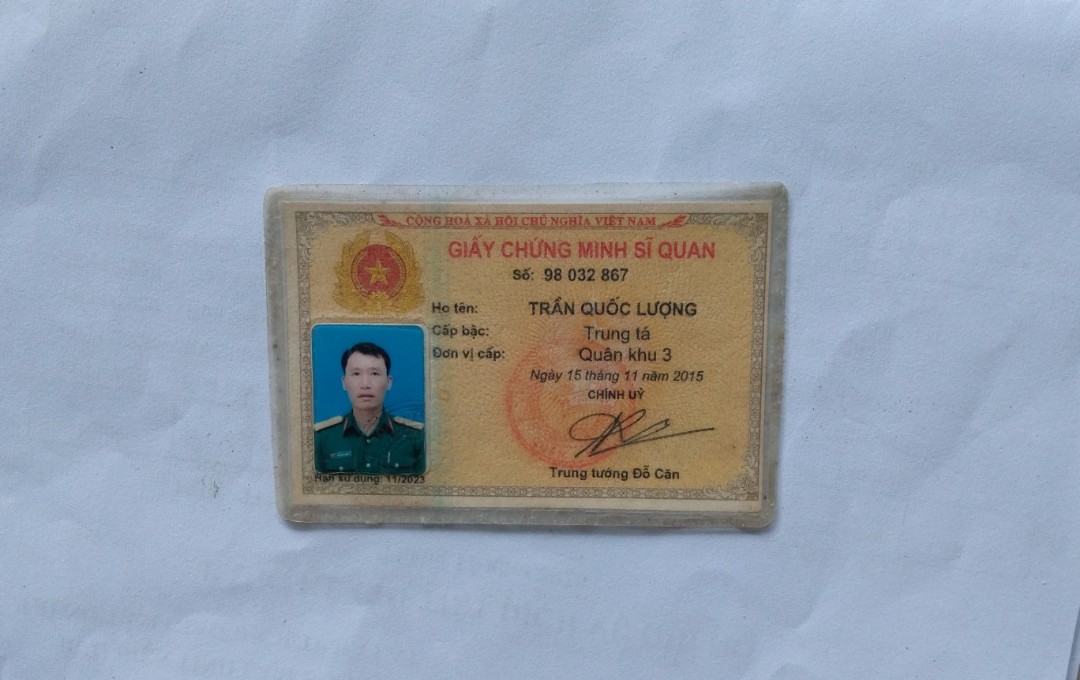 CỘNG HOÀ XÃ HỘI CHỦ NGHĨA VIỆT NAM
GIẤY CHỨNG MINH SĨ QUAN
Số: 98 032 867
Họ tên: TRẦN QUỐC LƯỢNG
Cấp bậc: Trung tá
Đơn vị cấp: Quân khu 3
Ngày 15 tháng 11 năm 2015
CHÍNH UỶ
Trung tướng Đỗ Căn
Hạn sử dụng: 11/2023